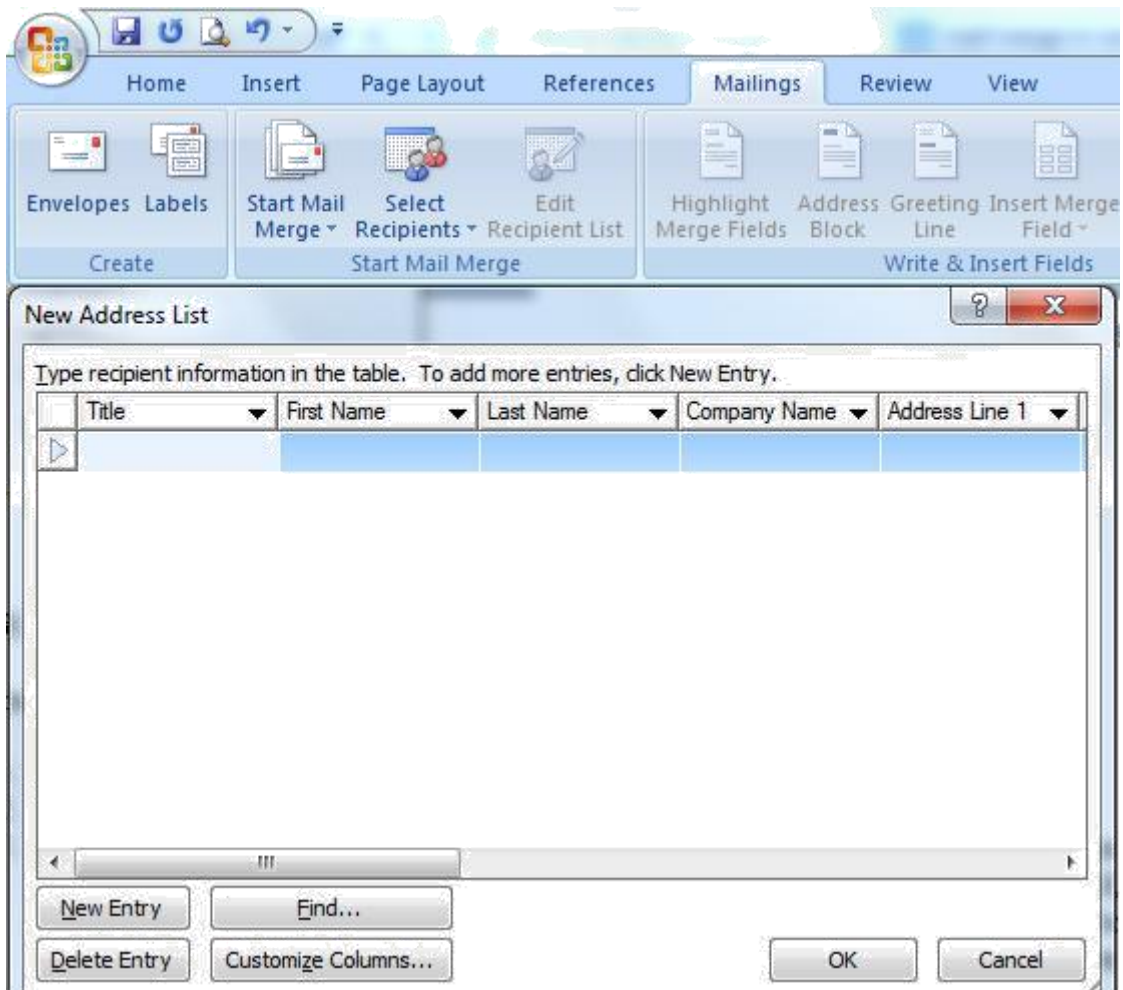 Home Insert Page Layout References Mailings Review View
Envelopes Labels Start Mail Merge Select Recipients Edit Recipient List Highlight Merge Fields Address Block Greeting Line Insert Merge Field
Create Start Mail Merge Write & Insert Fields
New Address List
Type recipient information in the table. To add more entries, click New Entry.
Title First Name Last Name Company Name Address Line 1
New Entry Find...
Delete Entry Customize Columns... OK Cancel